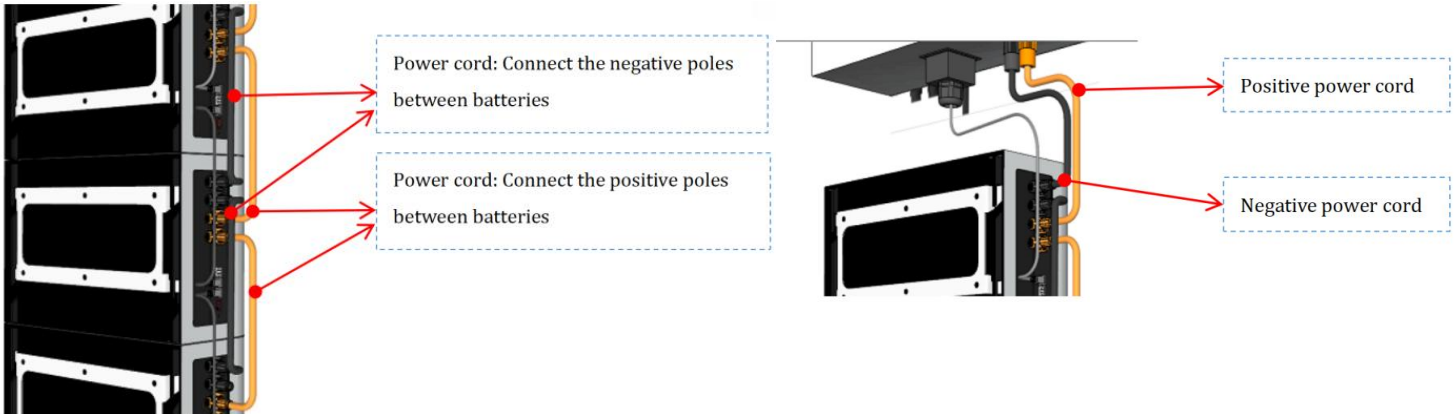 Power cord: Connect the negative poles
between batteries
Power cord: Connect the positive poles
between batteries
Positive power cord
Negative power cord